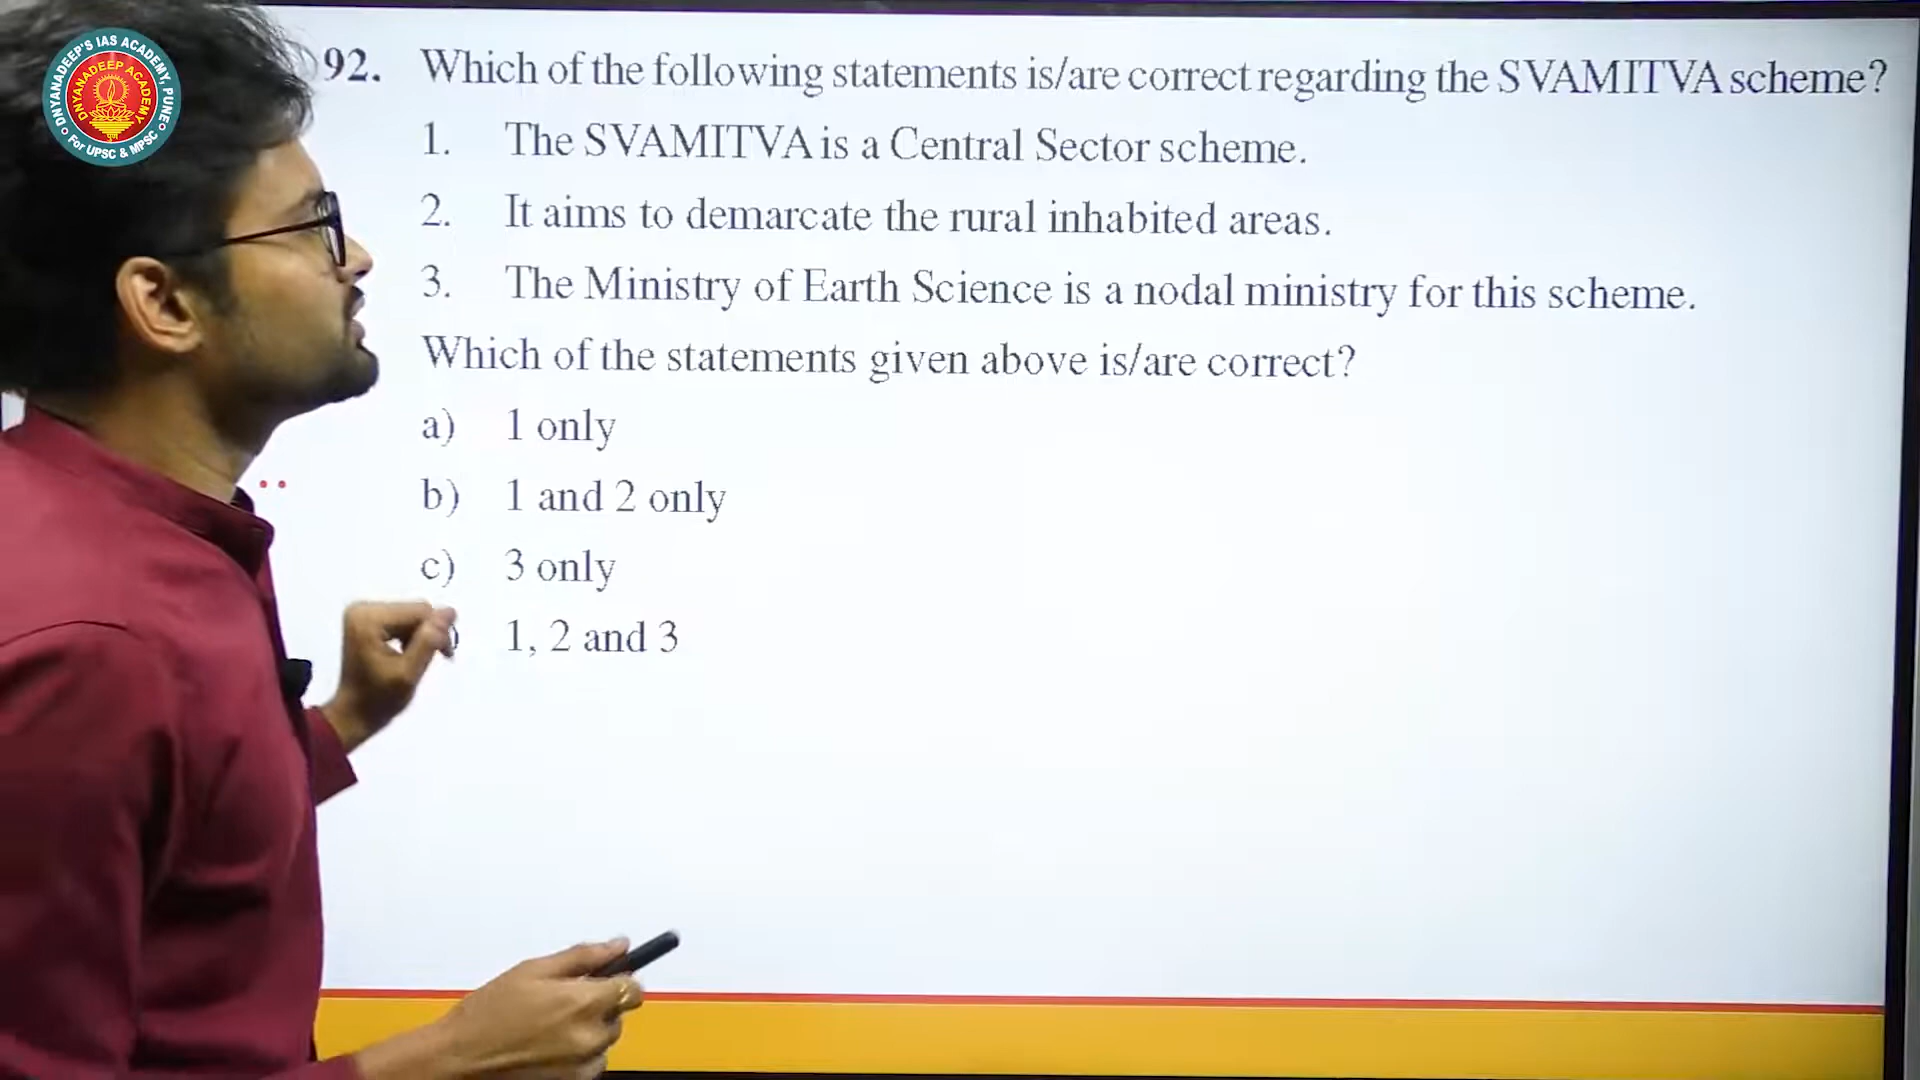 DNYANADEEP'S IAS ACADEMY, PUNE
DNYANADEEP ACADEMY
पुणे
For UPSC & MPSC
92. Which of the following statements is/are correct regarding the SVAMITVA scheme?
1. The SVAMITVA is a Central Sector scheme.
2. It aims to demarcate the rural inhabited areas.
3. The Ministry of Earth Science is a nodal ministry for this scheme.
Which of the statements given above is/are correct?
a) 1 only
b) 1 and 2 only
c) 3 only
) 1, 2 and 3